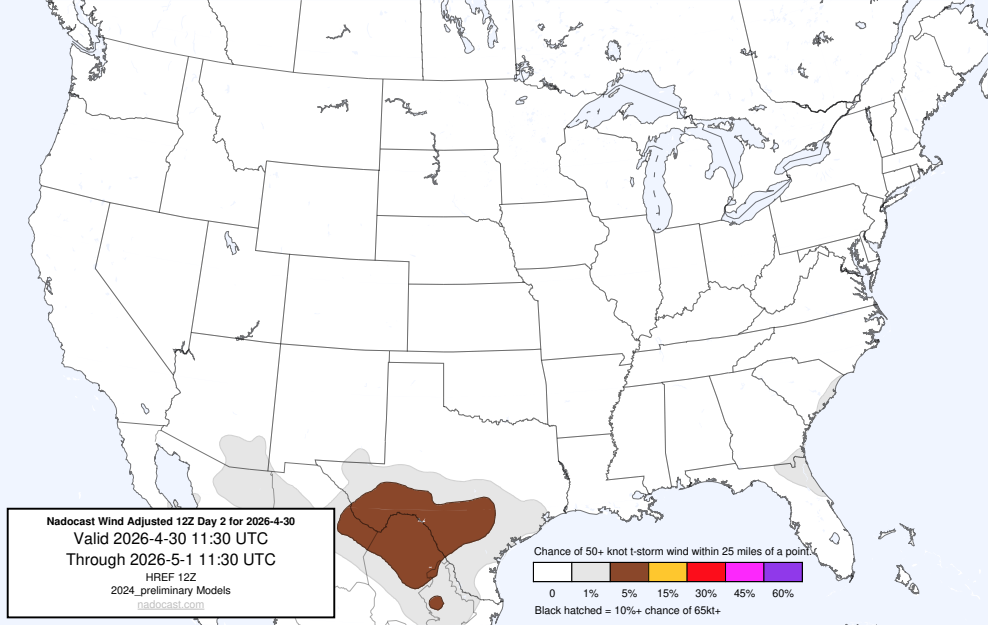 Nadocast Wind Adjusted 12Z Day 2 for 2026-4-30
Valid 2026-4-30 11:30 UTC
Through 2026-5-1 11:30 UTC
HREF 12Z
2024_preliminary Models
nadocast.com
Chance of 50+ knot t-storm wind within 25 miles of a point.
0 1% 5% 15% 30% 45% 60%
Black hatched = 10%+ chance of 65kt+